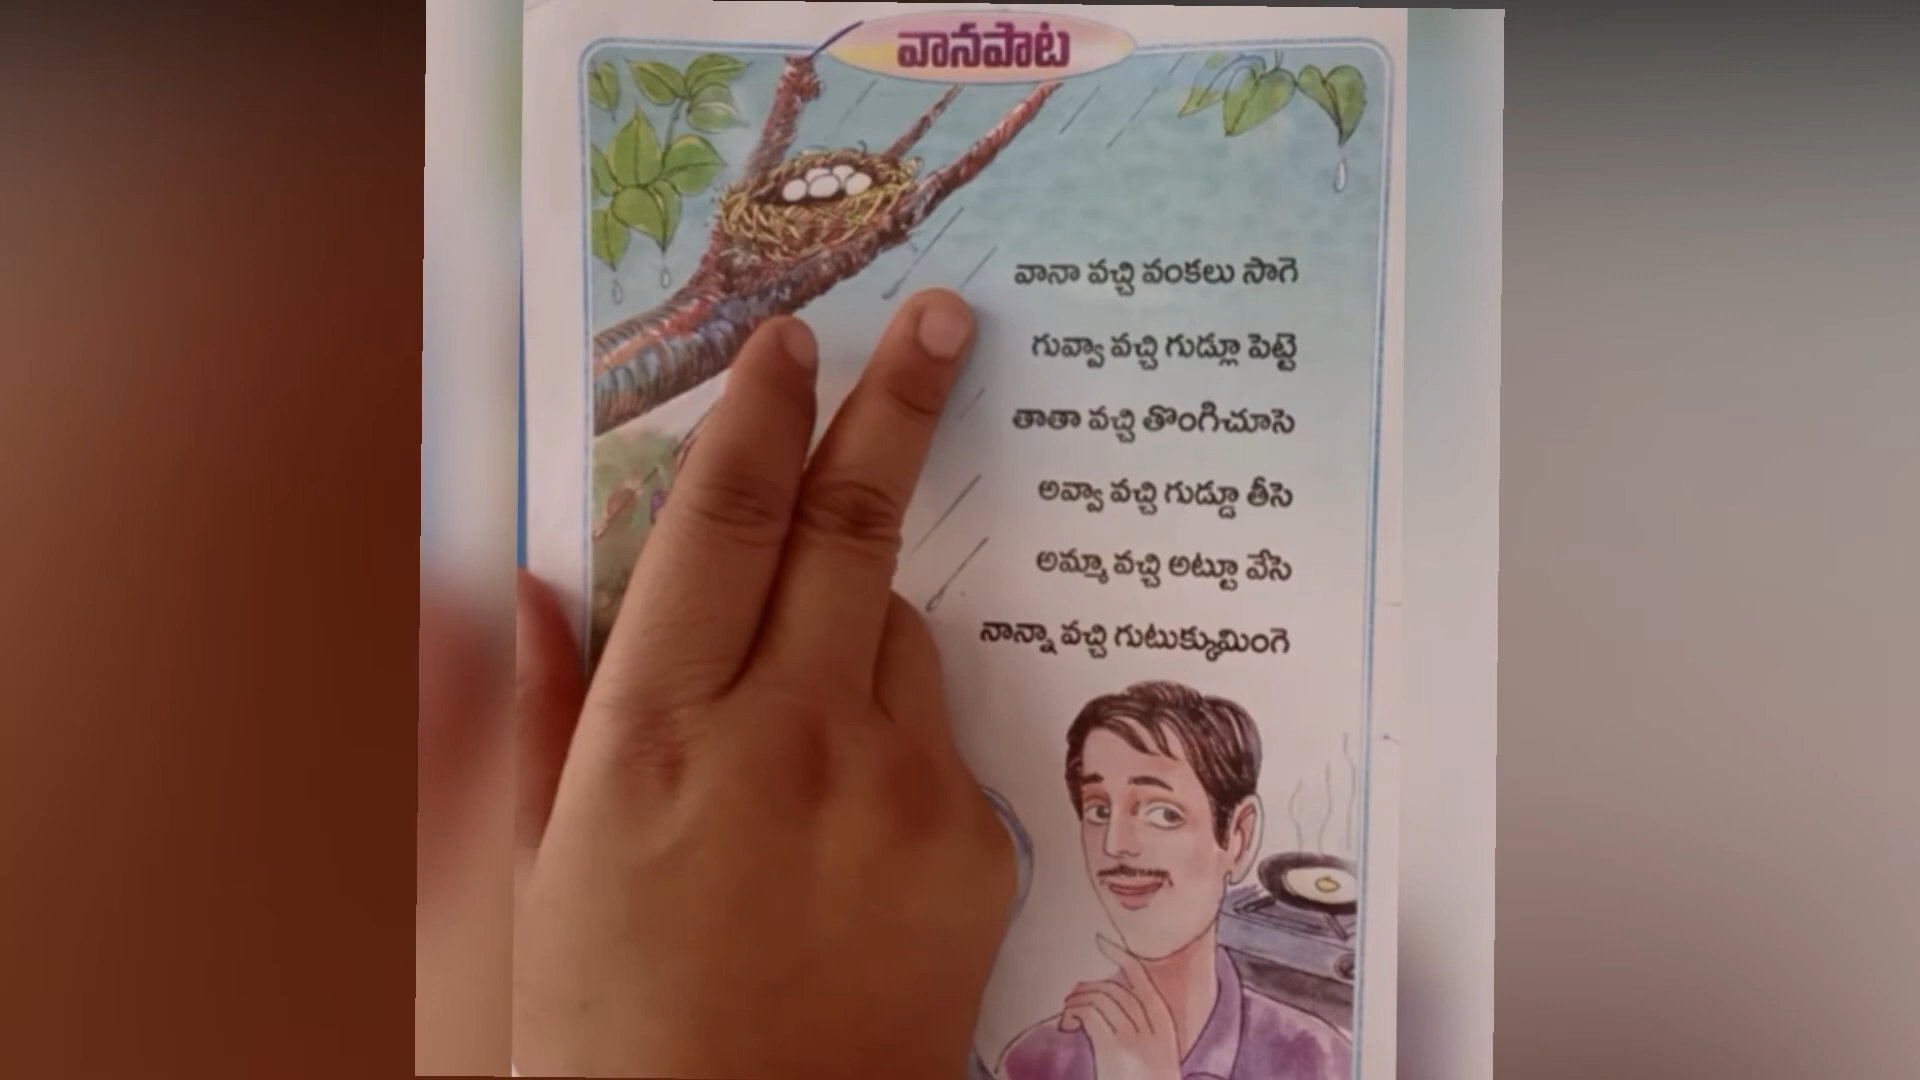 వానపాట
వానా వచ్చి వంకలు సాగె
గువ్వా వచ్చి గుడ్లూ పెట్టె
తాతా వచ్చి తొంగిచూసె
అవ్వా వచ్చి గుడ్డూ తీసె
అమ్మా వచ్చి అట్టూ వేసె
నాన్నా వచ్చి గుటుక్కుమింగె